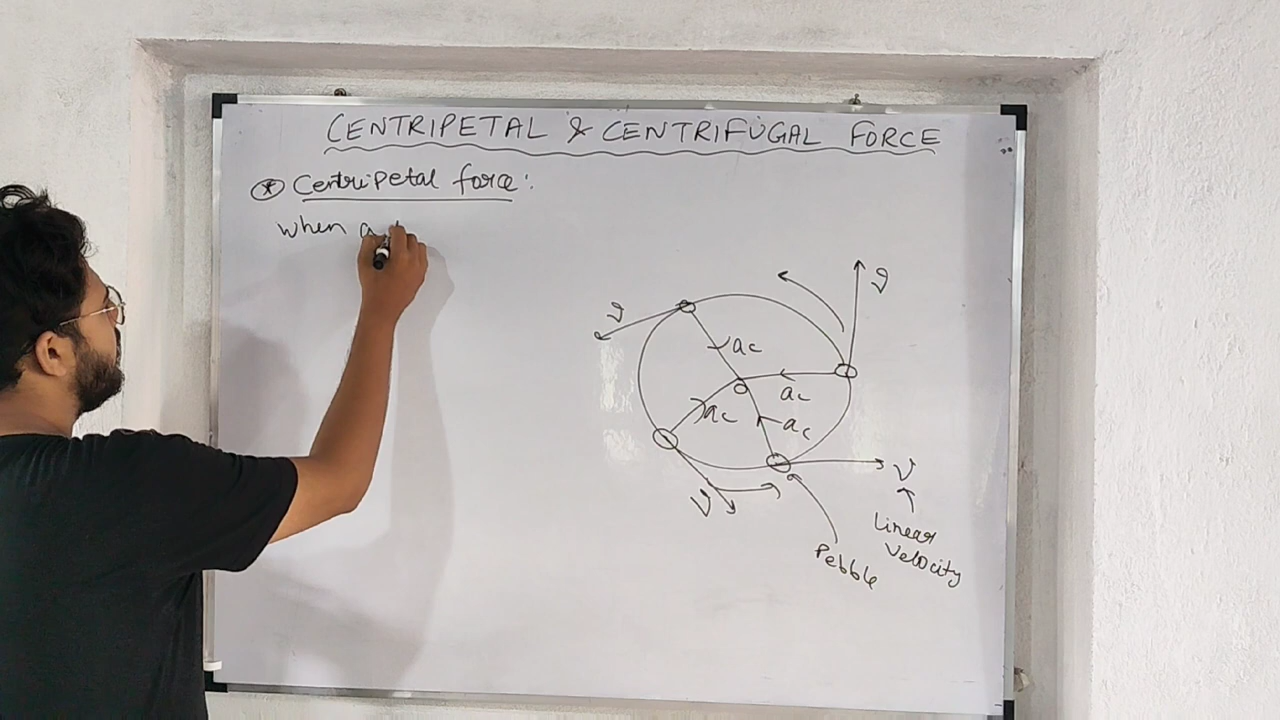 CENTRIPETAL & CENTRIFUGAL FORCE
* Centripetal force:
when a
v
v
ac
ac
ac
ac
v
v
Linear
Velocity
Pebble